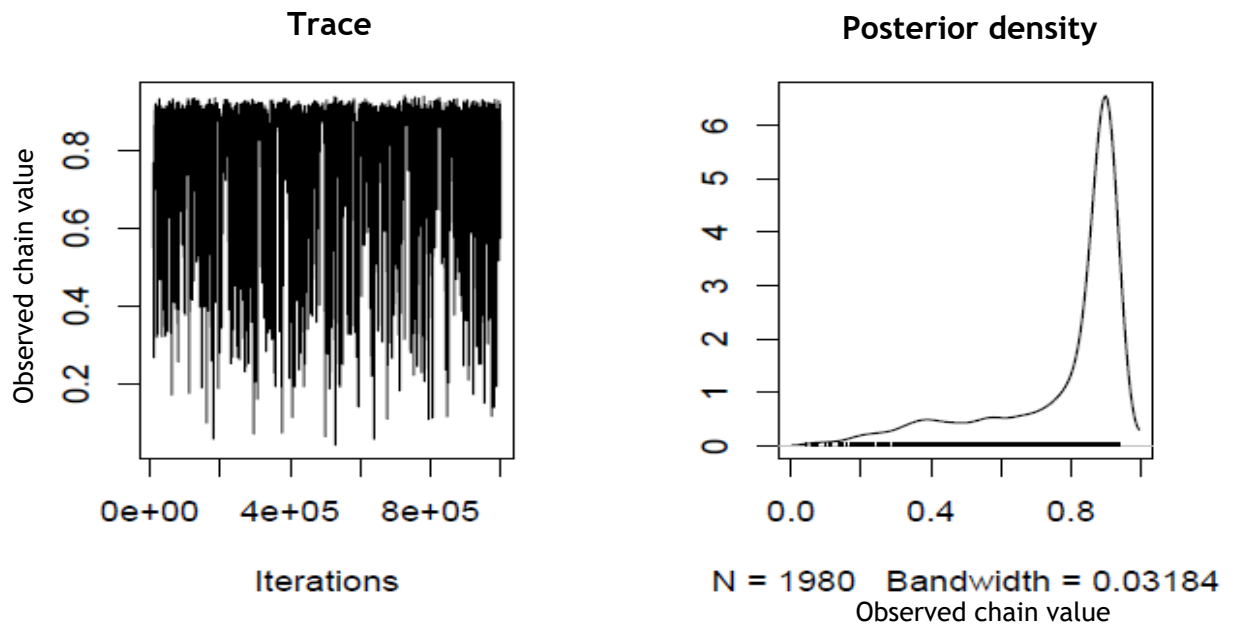 Trace
Observed chain value
0.8
0.6
0.4
0.2
0e+00 4e+05 8e+05
Iterations
Posterior density
6
5
4
3
2
1
0
0.0 0.4 0.8
N = 1980 Bandwidth = 0.03184
Observed chain value